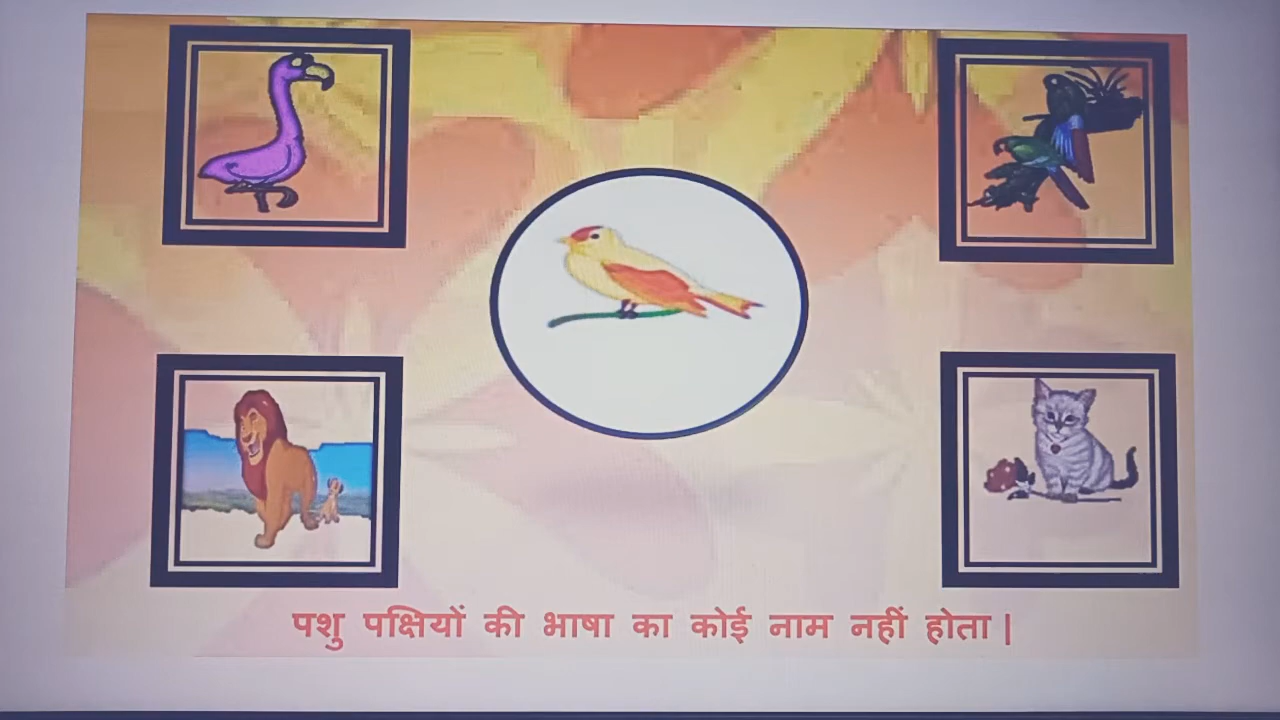 पशु पक्षियों की भाषा का कोई नाम नहीं होता |